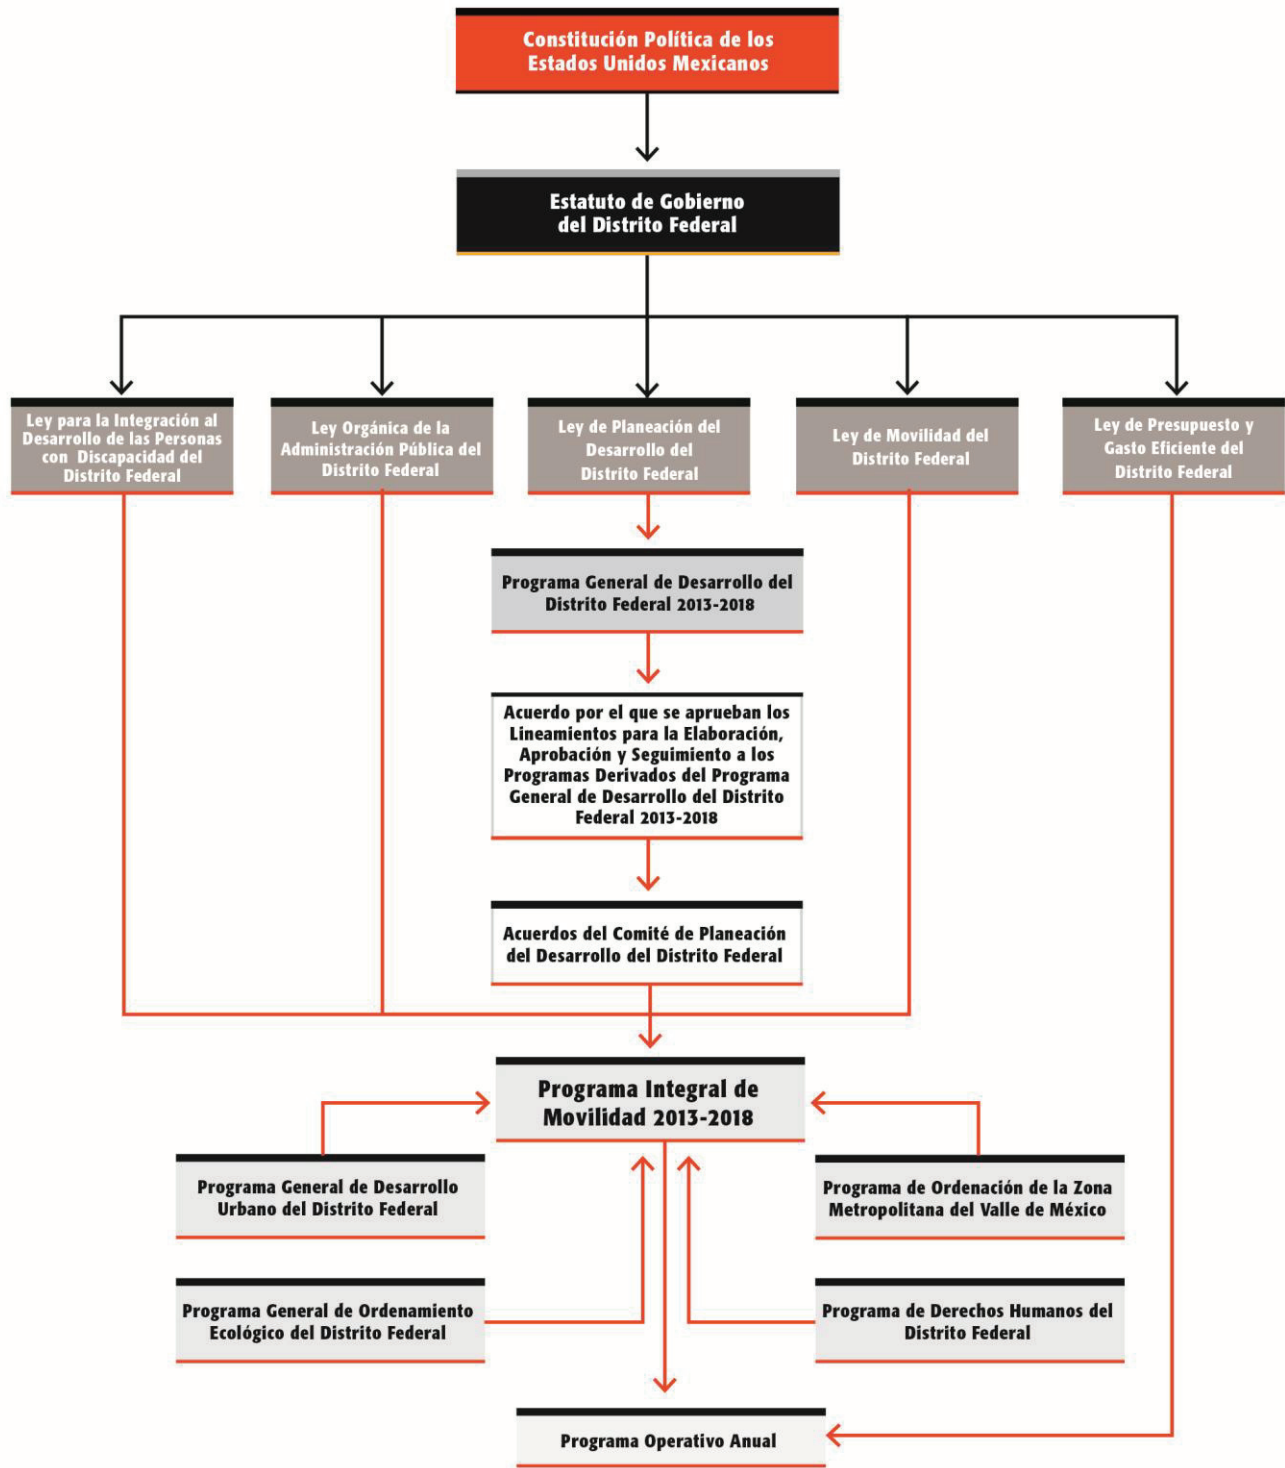 Constitución Política de los
Estados Unidos Mexicanos
Estatuto de Gobierno
del Distrito Federal
Ley para la Integración al
Desarrollo de las Personas
con Discapacidad del
Distrito Federal
Ley Orgánica de la
Administración Pública del
Distrito Federal
Ley de Planeación del
Desarrollo del
Distrito Federal
Ley de Movilidad del
Distrito Federal
Ley de Presupuesto y
Gasto Eficiente del
Distrito Federal
Programa General de Desarrollo del
Distrito Federal 2013-2018
Acuerdo por el que se aprueban los
Lineamientos para la Elaboración,
Aprobación y Seguimiento a los
Programas Derivados del Programa
General de Desarrollo del Distrito
Federal 2013-2018
Acuerdos del Comité de Planeación
del Desarrollo del Distrito Federal
Programa Integral de
Movilidad 2013-2018
Programa General de Desarrollo
Urbano del Distrito Federal
Programa de Ordenación de la Zona
Metropolitana del Valle de México
Programa General de Ordenamiento
Ecológico del Distrito Federal
Programa de Derechos Humanos del
Distrito Federal
Programa Operativo Anual